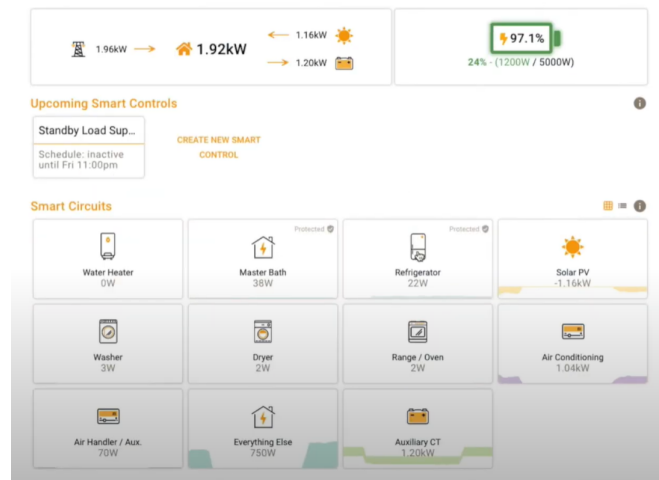 1.96kW
1.92kW
1.16kW
1.20kW
97.1%
24% - (1200W / 5000W)
Upcoming Smart Controls
Standby Load Sup...
Schedule: inactive
until Fri 11:00pm
CREATE NEW SMART
CONTROL
Smart Circuits
Water Heater
0W
Protected
Master Bath
38W
Protected
Refrigerator
22W
Solar PV
-1.16kW
Washer
3W
Dryer
2W
Range / Oven
2W
Air Conditioning
1.04kW
Air Handler / Aux.
70W
Everything Else
750W
Auxiliary CT
1.20kW